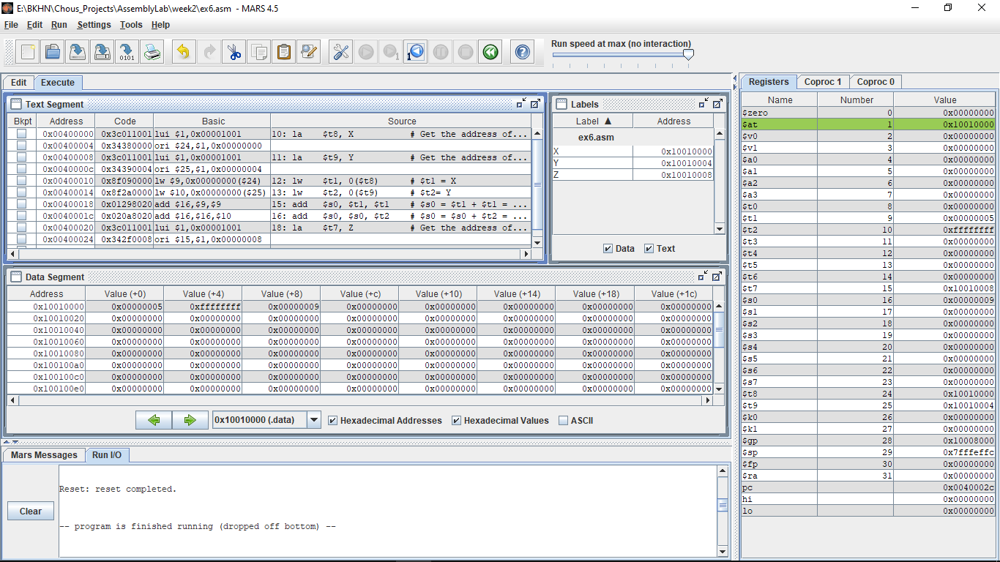 E:\BKHN\Chous_Projects\AssemblyLab\week2\ex6.asm - MARS 4.5
File Edit Run Settings Tools Help
Run speed at max (no interaction)
Edit Execute
Text Segment
Bkpt Address Code Basic Source
0x00400000 0x3c011001 lui $1,0x00001001 10: la $t8, X # Get the address of...
0x00400004 0x34380000 ori $24,$1,0x00000000
0x00400008 0x3c011001 lui $1,0x00001001 11: la $t9, Y # Get the address of...
0x0040000c 0x34390004 ori $25,$1,0x00000004
0x00400010 0x8f090000 lw $9,0x00000000($24) 12: lw $t1, 0($t8) # $t1 = X
0x00400014 0x8f2a0000 lw $10,0x00000000($25) 13: lw $t2, 0($t9) # $t2= Y
0x00400018 0x01298020 add $16,$9,$9 15: add $s0, $t1, $t1 # $s0 = $t1 + $t1 = ...
0x0040001c 0x020a8020 add $16,$16,$10 16: add $s0, $s0, $t2 # $s0 = $s0 + $t2 = ...
0x00400020 0x3c011001 lui $1,0x00001001 18: la $t7, Z # Get the address of...
0x00400024 0x342f0008 ori $15,$1,0x00000008
Labels
Label ▲ Address
ex6.asm
X 0x10010000
Y 0x10010004
Z 0x10010008
Data Text
Data Segment
Address Value (+0) Value (+4) Value (+8) Value (+c) Value (+10) Value (+14) Value (+18) Value (+1c)
0x10010000 0x00000005 0xffffffff 0x00000009 0x00000000 0x00000000 0x00000000 0x00000000 0x00000000
0x10010020 0x00000000 0x00000000 0x00000000 0x00000000 0x00000000 0x00000000 0x00000000 0x00000000
0x10010040 0x00000000 0x00000000 0x00000000 0x00000000 0x00000000 0x00000000 0x00000000 0x00000000
0x10010060 0x00000000 0x00000000 0x00000000 0x00000000 0x00000000 0x00000000 0x00000000 0x00000000
0x10010080 0x00000000 0x00000000 0x00000000 0x00000000 0x00000000 0x00000000 0x00000000 0x00000000
0x100100a0 0x00000000 0x00000000 0x00000000 0x00000000 0x00000000 0x00000000 0x00000000 0x00000000
0x100100c0 0x00000000 0x00000000 0x00000000 0x00000000 0x00000000 0x00000000 0x00000000 0x00000000
0x100100e0 0x00000000 0x00000000 0x00000000 0x00000000 0x00000000 0x00000000 0x00000000 0x00000000
0x10010000 (.data) Hexadecimal Addresses Hexadecimal Values ASCII
Mars Messages Run I/O
Clear
Reset: reset completed.
-- program is finished running (dropped off bottom) --
Registers Coproc 1 Coproc 0
Name Number Value
$zero 0 0x00000000
$at 1 0x10010000
$v0 2 0x00000000
$v1 3 0x00000000
$a0 4 0x00000000
$a1 5 0x00000000
$a2 6 0x00000000
$a3 7 0x00000000
$t0 8 0x00000000
$t1 9 0x00000005
$t2 10 0xffffffff
$t3 11 0x00000000
$t4 12 0x00000000
$t5 13 0x00000000
$t6 14 0x00000000
$t7 15 0x10010008
$s0 16 0x00000009
$s1 17 0x00000000
$s2 18 0x00000000
$s3 19 0x00000000
$s4 20 0x00000000
$s5 21 0x00000000
$s6 22 0x00000000
$s7 23 0x00000000
$t8 24 0x10010000
$t9 25 0x10010004
$k0 26 0x00000000
$k1 27 0x00000000
$gp 28 0x10008000
$sp 29 0x7fffeffc
$fp 30 0x00000000
$ra 31 0x00000000
pc 0x0040002c
hi 0x00000000
lo 0x00000000